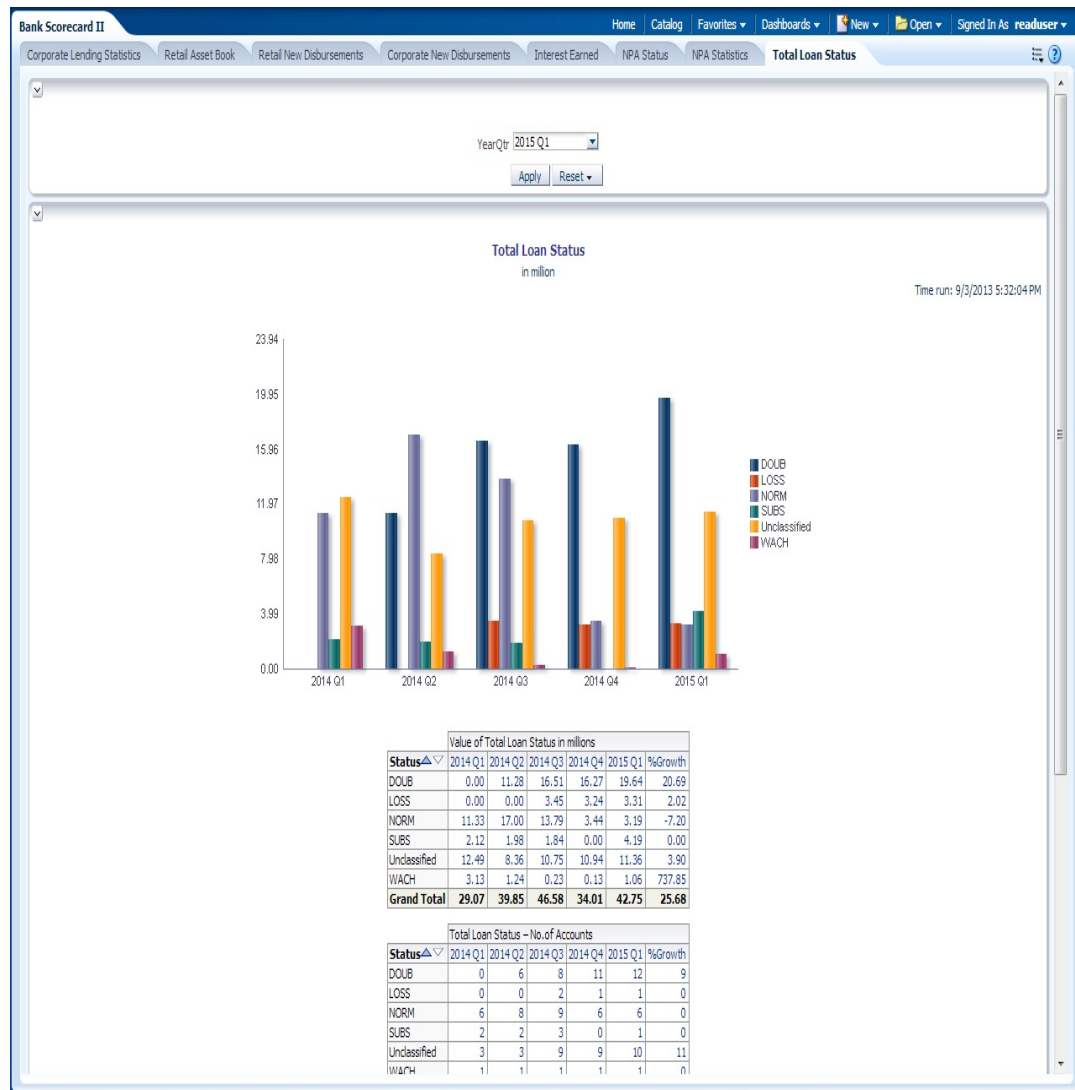 Bank Scorecard II
Home Catalog Favorites Dashboards New Open Signed In As readuser
Corporate Lending Statistics Retail Asset Book Retail New Disbursements Corporate New Disbursements Interest Earned NPA Status NPA Statistics Total Loan Status
YearQtr 2015 Q1
Apply Reset
Total Loan Status
in million
Time run: 9/3/2013 5:32:04 PM
23.94
19.95
15.96
11.97
7.98
3.99
0.00
2014 Q1 2014 Q2 2014 Q3 2014 Q4 2015 Q1
DOUB
LOSS
NORM
SUBS
Unclassified
WACH
Value of Total Loan Status in millions
Status 2014 Q1 2014 Q2 2014 Q3 2014 Q4 2015 Q1 %Growth
DOUB 0.00 11.28 16.51 16.27 19.64 20.69
LOSS 0.00 0.00 3.45 3.24 3.31 2.02
NORM 11.33 17.00 13.79 3.44 3.19 -7.20
SUBS 2.12 1.98 1.84 0.00 4.19 0.00
Unclassified 12.49 8.36 10.75 10.94 11.36 3.90
WACH 3.13 1.24 0.23 0.13 1.06 737.85
Grand Total 29.07 39.85 46.58 34.01 42.75 25.68
Total Loan Status – No.of Accounts
Status 2014 Q1 2014 Q2 2014 Q3 2014 Q4 2015 Q1 %Growth
DOUB 0 6 8 11 12 9
LOSS 0 0 2 1 1 0
NORM 6 8 9 6 6 0
SUBS 2 2 3 0 1 0
Unclassified 3 3 9 9 10 11
WACH 1 1 1 1 1 0